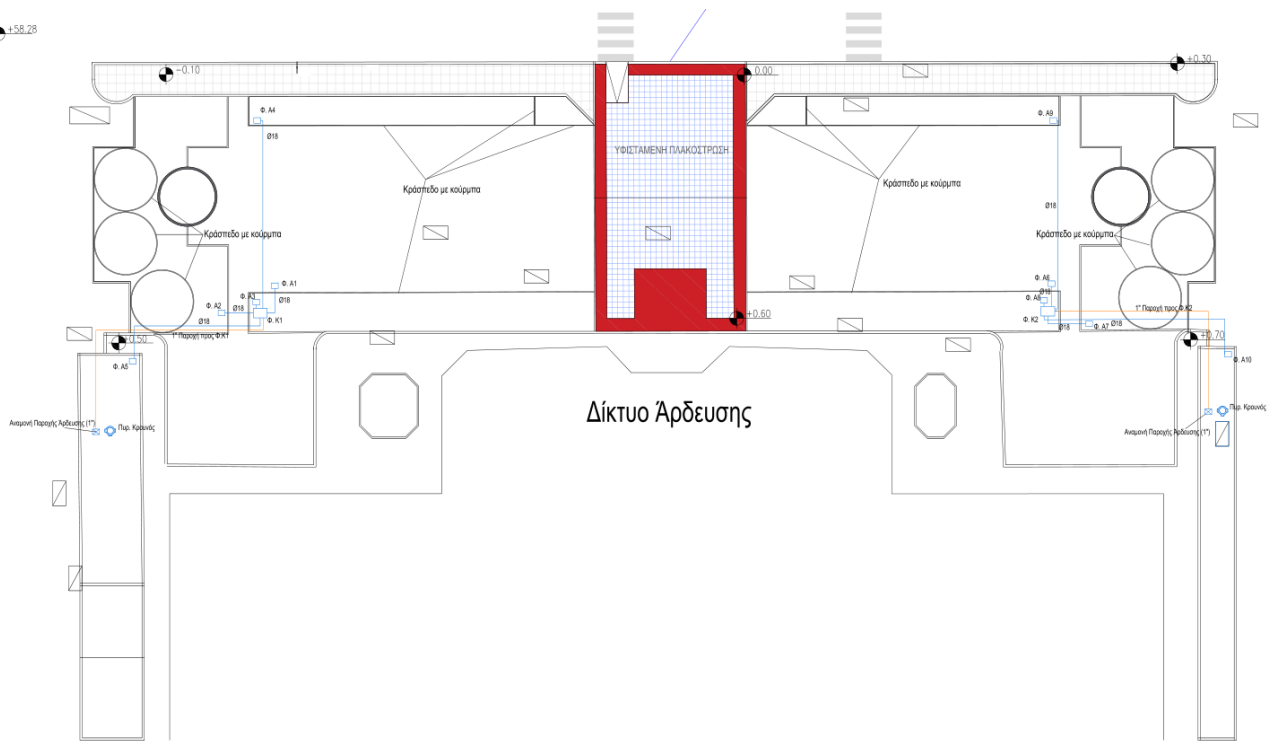 +58.28
-0.10
0.00
+0.30
Φ. Α4
Ø18
Φ. Α9
ΥΦΙΣΤΑΜΕΝΗ ΠΛΑΚΟΣΤΡΩΣΗ
Κράσπεδο με κούρμπα
Κράσπεδο με κούρμπα
Ø18
Κράσπεδο με κούρμπα
Κράσπεδο με κούρμπα
Φ. Α1
Φ. Α3
Ø18
Φ. Α2
Ø18
Ø18
Φ. Κ1
1" Παροχή προς Φ.Κ1
Φ. Α6
Ø18
Φ. Α8
Φ. Κ2
1" Παροχή προς Φ.Κ2
Ø18
Φ. Α7
Ø18
+0.60
+0.50
+0.70
Φ. Α5
Φ. Α10
Δίκτυο Άρδευσης
Αναμονή Παροχής Άρδευσης (1")
Πυρ. Κρουνός
Πυρ. Κρουνός
Αναμονή Παροχής Άρδευσης (1")